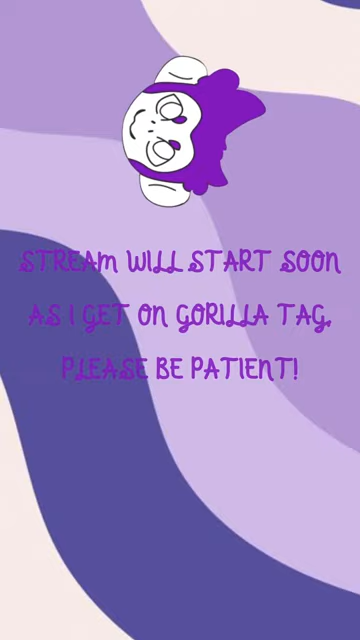 STREAM WILL START SOON
AS I GET ON GORILLA TAG,
PLEASE BE PATIENT!